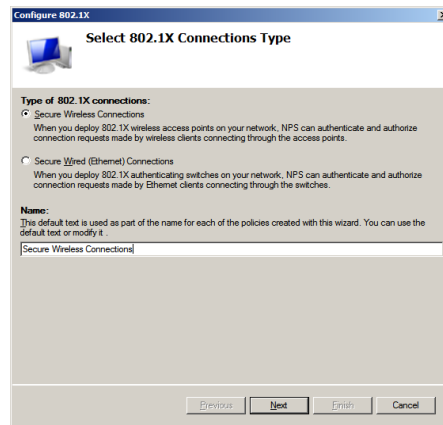 Configure 802.1X
Select 802.1X Connections Type
Type of 802.1X connections:
Secure Wireless Connections
When you deploy 802.1X wireless access points on your network, NPS can authenticate and authorize
connection requests made by wireless clients connecting through the access points.
Secure Wired (Ethernet) Connections
When you deploy 802.1X authenticating switches on your network, NPS can authenticate and authorize
connection requests made by Ethernet clients connecting through the switches.
Name:
This default text is used as part of the name for each of the policies created with this wizard. You can use the
default text or modify it .
Secure Wireless Connections
Previous Next Finish Cancel